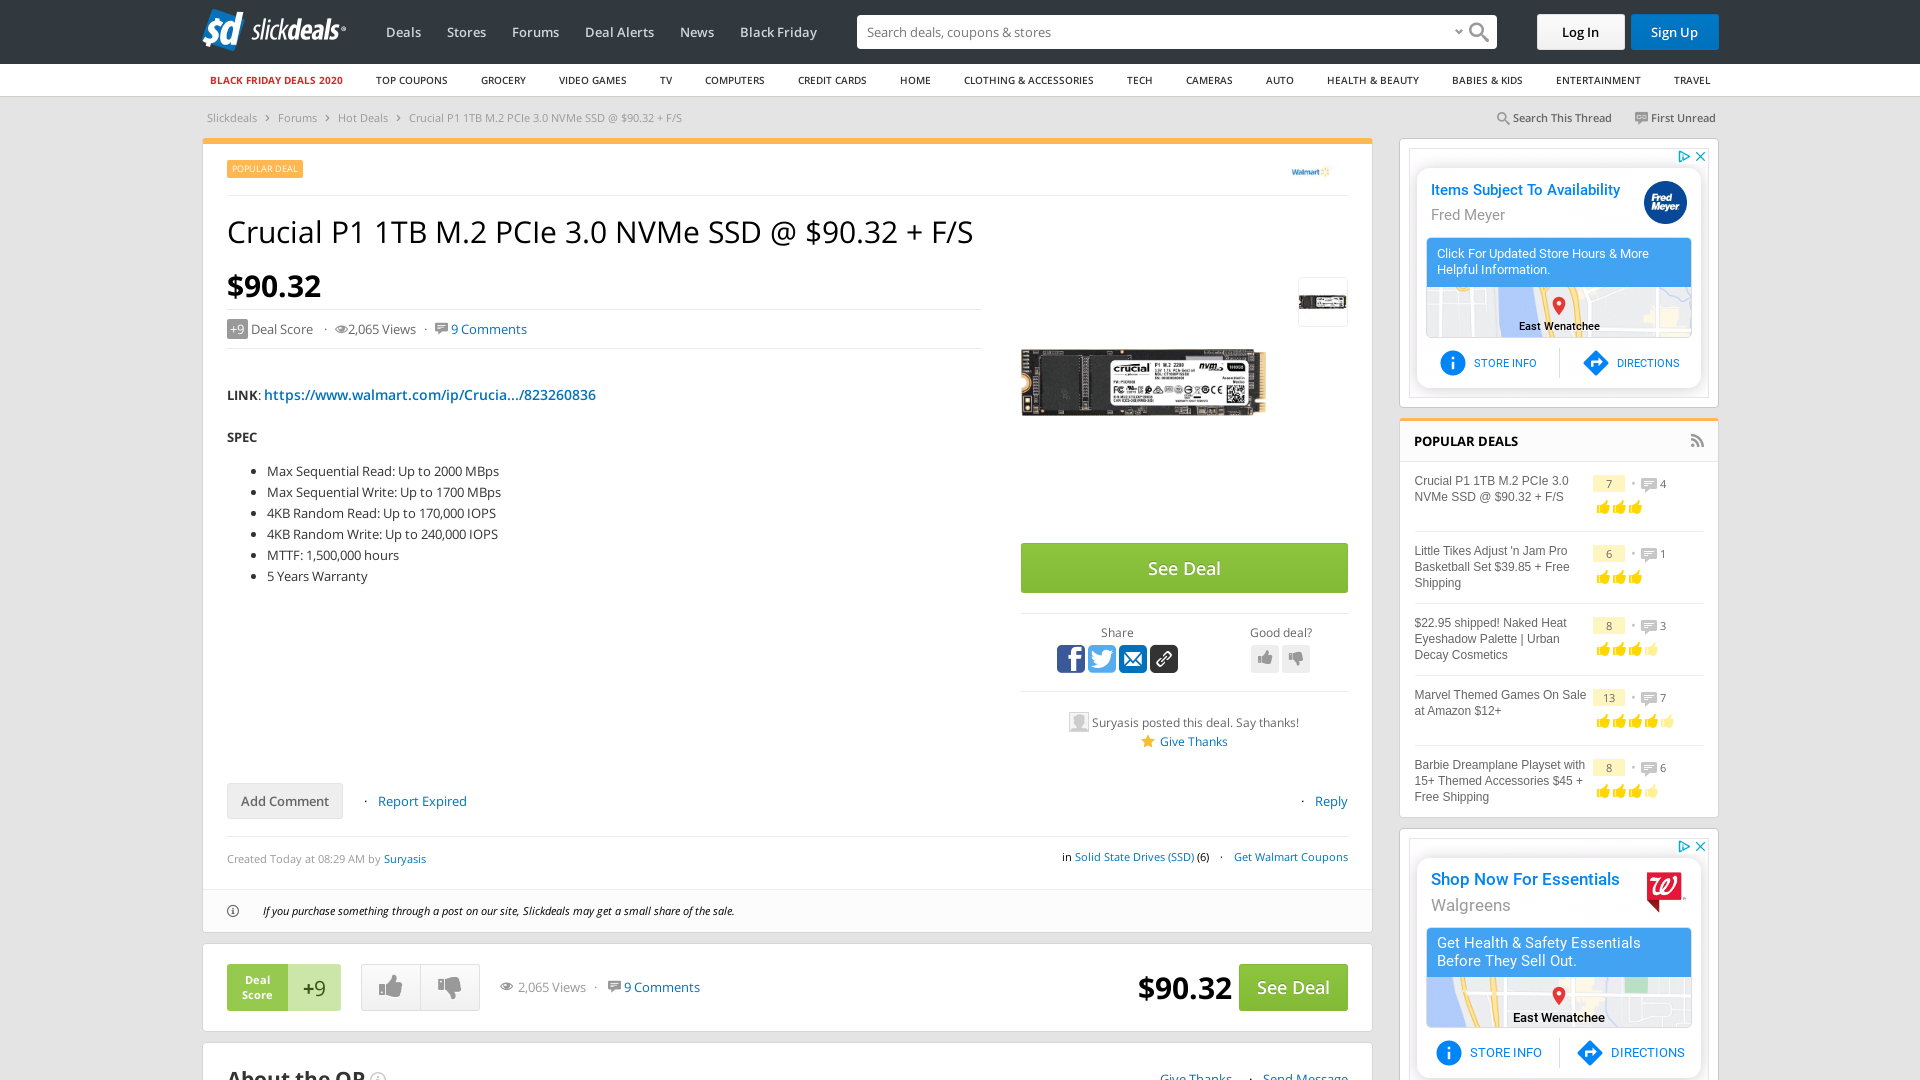 slickdeals
Deals
Stores
Forums
Deal Alerts
News
Black Friday
Search deals, coupons & stores
Log In
Sign Up
BLACK FRIDAY DEALS 2020
TOP COUPONS
GROCERY
VIDEO GAMES
TV
COMPUTERS
CREDIT CARDS
HOME
CLOTHING & ACCESSORIES
TECH
CAMERAS
AUTO
HEALTH & BEAUTY
BABIES & KIDS
ENTERTAINMENT
TRAVEL
Slickdeals > Forums > Hot Deals > Crucial P1 1TB M.2 PCIe 3.0 NVMe SSD @ $90.32 + F/S
Search This Thread
First Unread
POPULAR DEAL
Walmart
Crucial P1 1TB M.2 PCIe 3.0 NVMe SSD @ $90.32 + F/S
$90.32
+9 Deal Score · 2,065 Views · 9 Comments
LINK: https://www.walmart.com/ip/Crucia.../823260836
SPEC
Max Sequential Read: Up to 2000 MBps
Max Sequential Write: Up to 1700 MBps
4KB Random Read: Up to 170,000 IOPS
4KB Random Write: Up to 240,000 IOPS
MTTF: 1,500,000 hours
5 Years Warranty
crucial
P1 M.2 2280
nvm
See Deal
Share
Good deal?
Suryasis posted this deal. Say thanks!
Give Thanks
Add Comment
· Report Expired
· Reply
Created Today at 08:29 AM by Suryasis
in Solid State Drives (SSD) (6) · Get Walmart Coupons
If you purchase something through a post on our site, Slickdeals may get a small share of the sale.
Deal
Score
+9
2,065 Views · 9 Comments
$90.32
See Deal
About the OP
Give Thanks · Send Message
Items Subject To Availability
Fred Meyer
Fred
Meyer
Click For Updated Store Hours & More
Helpful Information.
East Wenatchee
STORE INFO
DIRECTIONS
POPULAR DEALS
Crucial P1 1TB M.2 PCIe 3.0
NVMe SSD @ $90.32 + F/S
7 • 4
Little Tikes Adjust 'n Jam Pro
Basketball Set $39.85 + Free
Shipping
6 • 1
$22.95 shipped! Naked Heat
Eyeshadow Palette | Urban
Decay Cosmetics
8 • 3
Marvel Themed Games On Sale
at Amazon $12+
13 • 7
Barbie Dreamplane Playset with
15+ Themed Accessories $45 +
Free Shipping
8 • 6
Shop Now For Essentials
Walgreens
Get Health & Safety Essentials
Before They Sell Out.
East Wenatchee
STORE INFO
DIRECTIONS